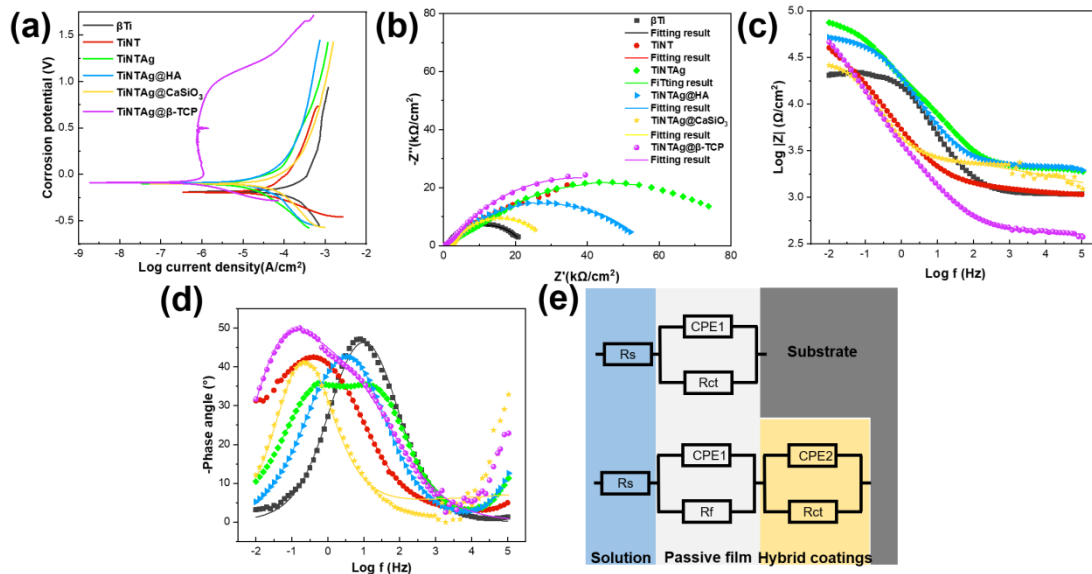 (a)
βTi
TiNT
TiNTAg
TiNTAg@HA
TiNTAg@CaSiO₃
TiNTAg@β-TCP
Corrosion potential (V)
1.5
1.0
0.5
0.0
-0.5
-9 -8 -7 -6 -5 -4 -3 -2
Log current density(A/cm²)
(b)
βTi
Fitting result
TiNT
Fitting result
TiNTAg
FiTting result
TiNTAg@HA
Fitting result
TiNTAg@CaSiO₃
Fitting result
TiNTAg@β-TCP
Fitting result
-Z''(kΩ/cm²)
80
60
40
20
0
0 20 40 60 80
Z'(kΩ/cm²)
(c)
Log |Z| (Ω/cm²)
5.0
4.5
4.0
3.5
3.0
2.5
-2 -1 0 1 2 3 4 5
Log f (Hz)
(d)
-Phase angle (°)
50
40
30
20
10
0
-2 -1 0 1 2 3 4 5
Log f (Hz)
(e)
CPE1
Rs
Rct
Substrate
CPE1 CPE2
Rs
Rf Rct
Solution Passive film Hybrid coatings